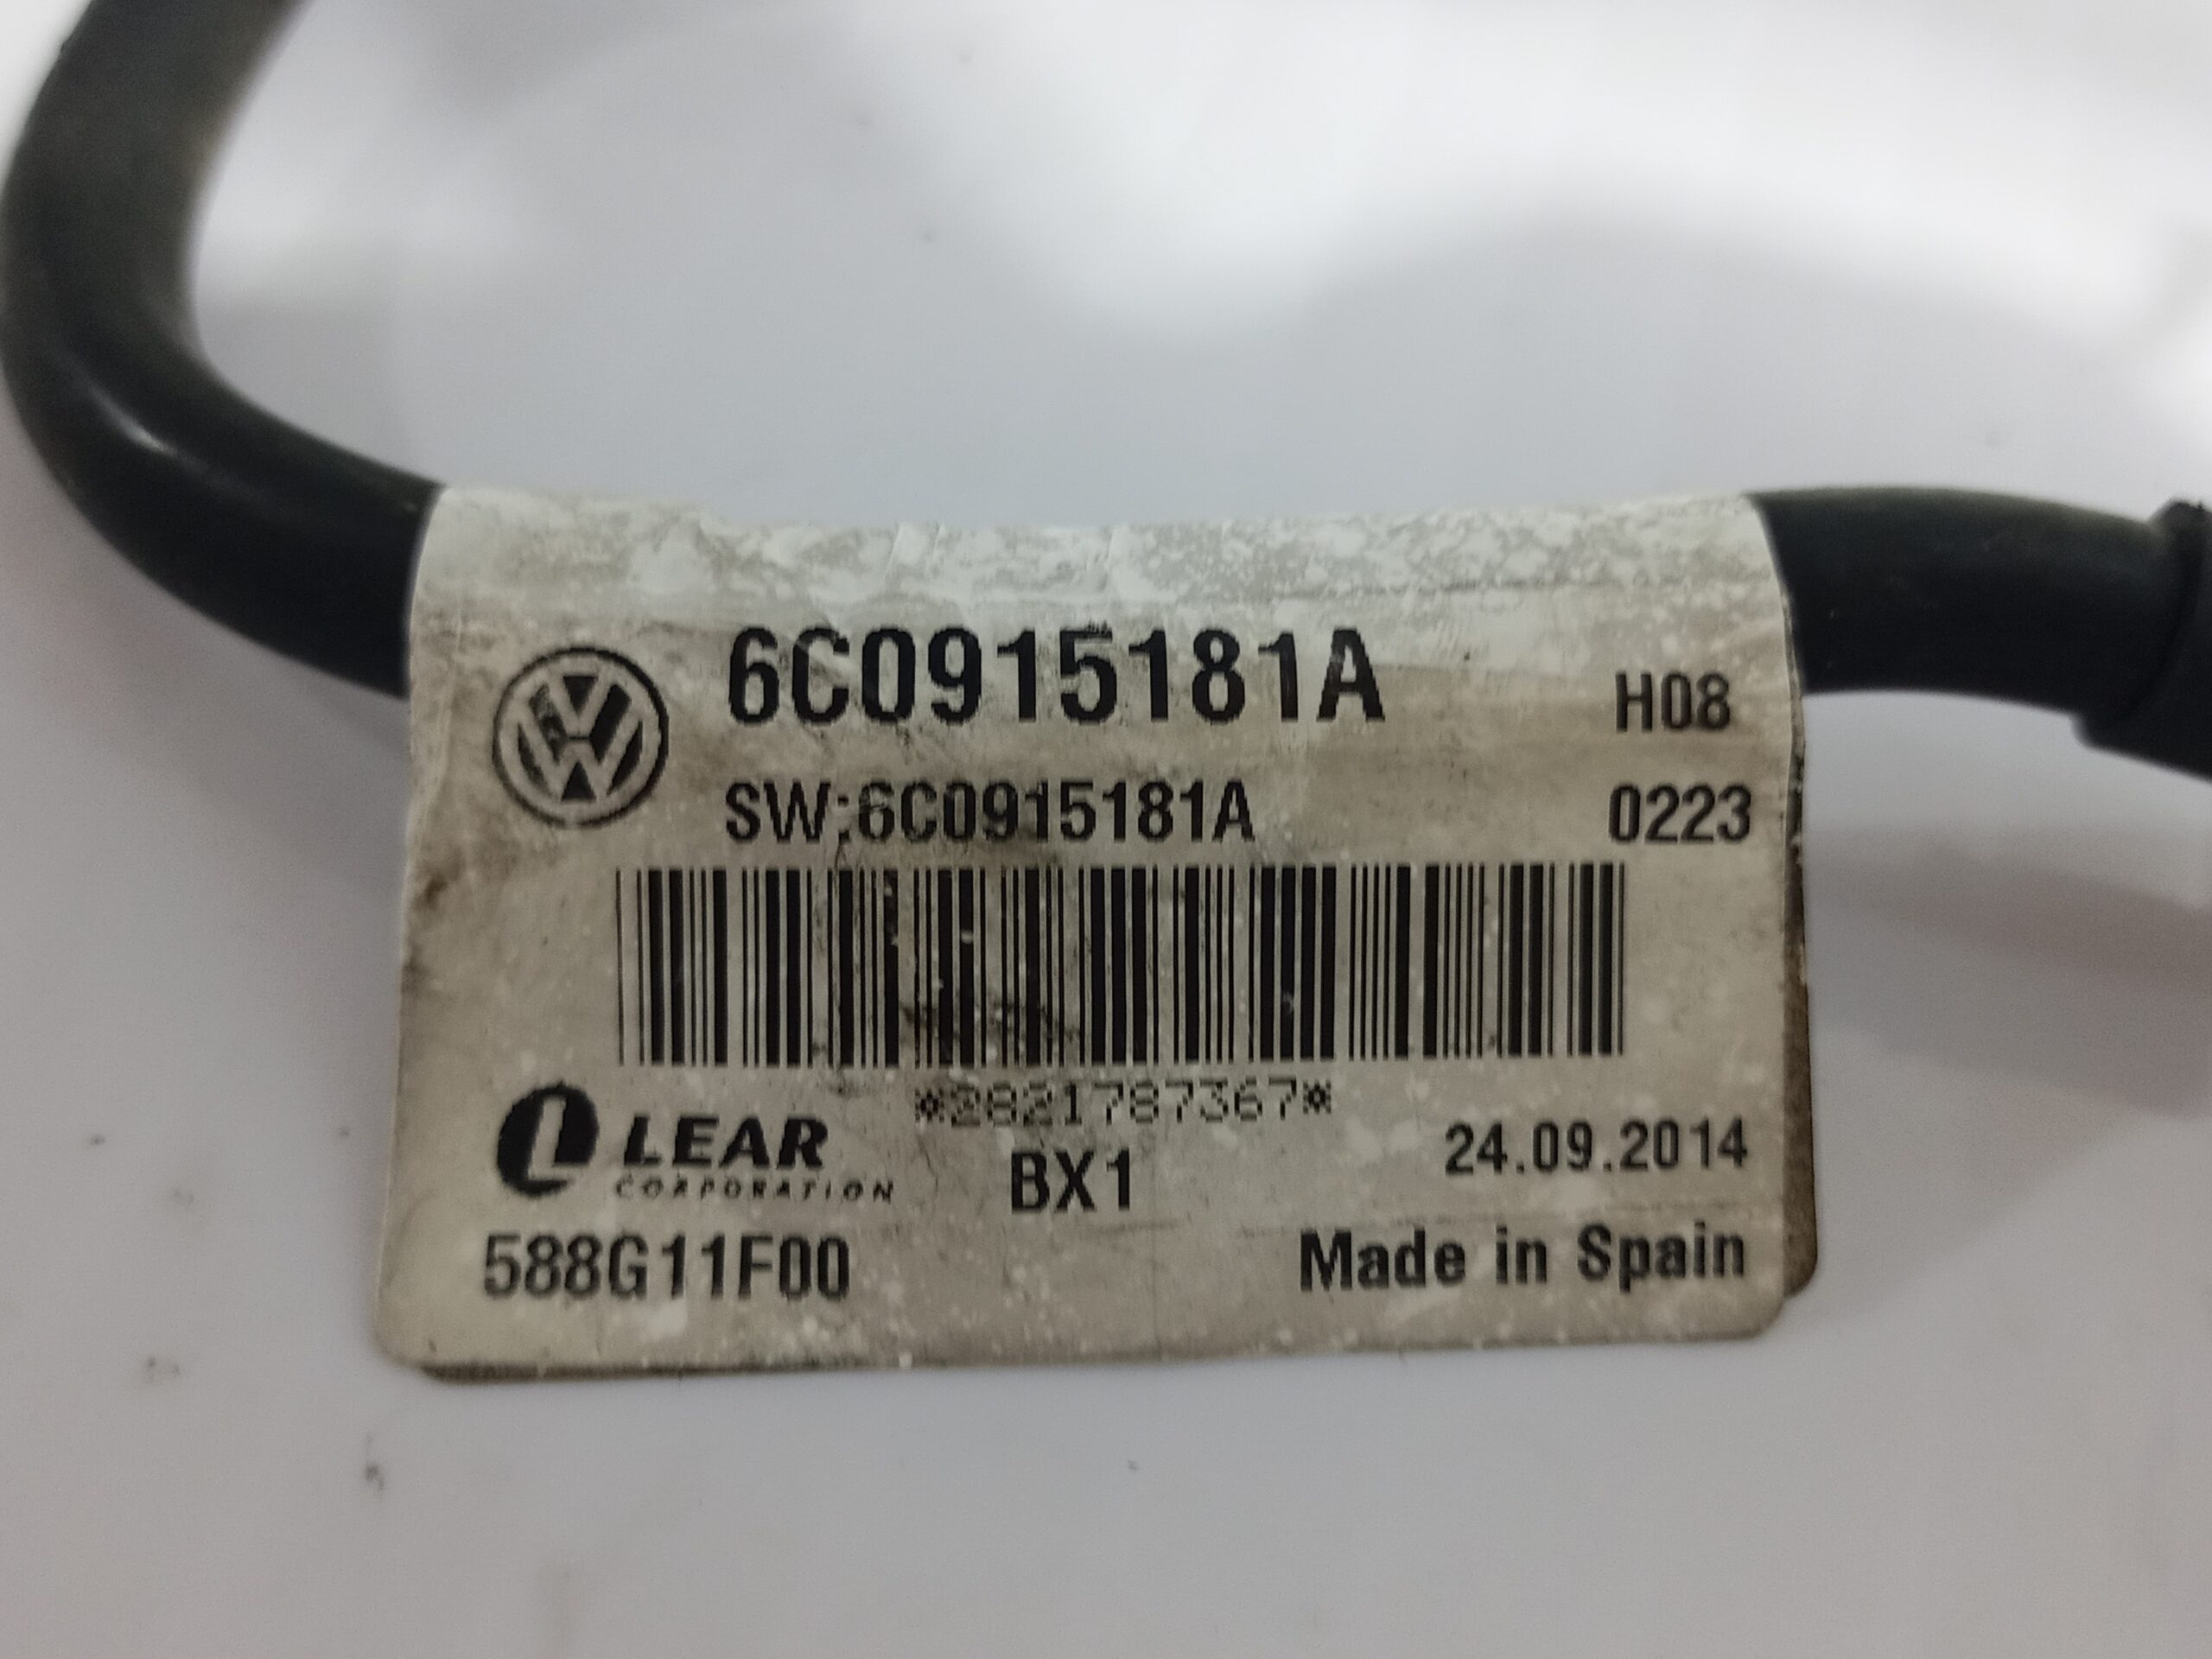 6C0915181A
H08
SW:6C0915181A
0223
*2821787367*
LEAR
CORPORATION
BX1
24.09.2014
588G11F00
Made in Spain